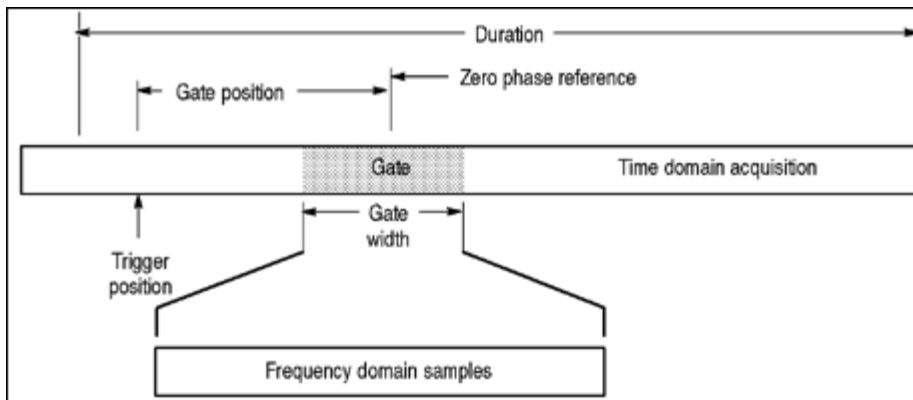 Duration
Zero phase reference
Gate position
Gate
Time domain acquisition
Gate
width
Trigger
position
Frequency domain samples